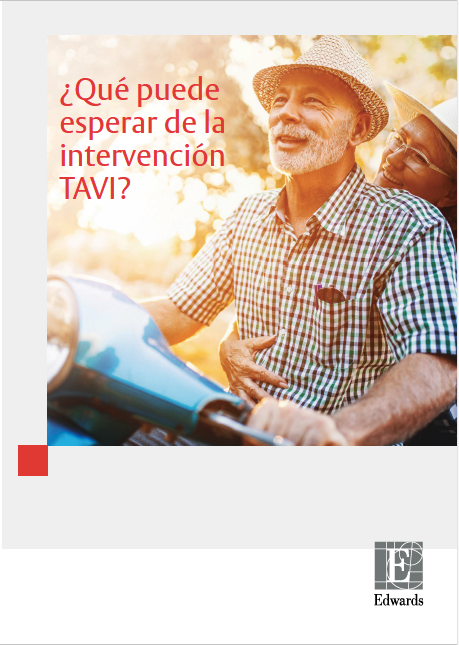 ¿Qué puede
esperar de la
intervención
TAVI?
E
Edwards